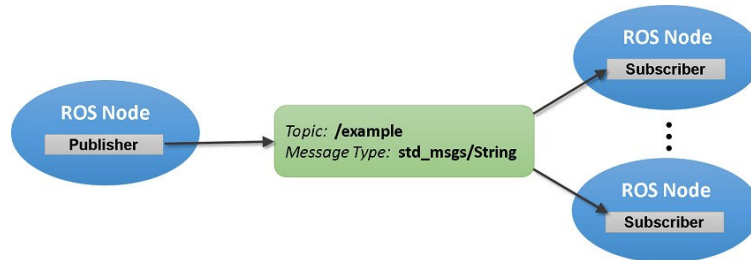 ROS Node
Publisher
Topic: /example
Message Type: std_msgs/String
ROS Node
Subscriber
ROS Node
Subscriber